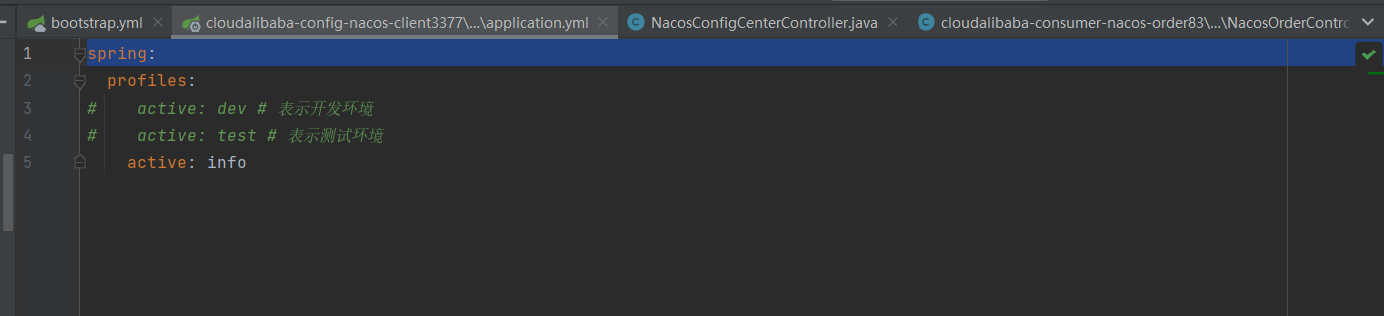 bootstrap.yml cloudalibaba-config-nacos-client3377\...\application.yml NacosConfigCenterController.java cloudalibaba-consumer-nacos-order83\...\NacosOrderContrc
1 spring:
2 profiles:
3 # active: dev # 表示开发环境
4 # active: test # 表示测试环境
5 active: info